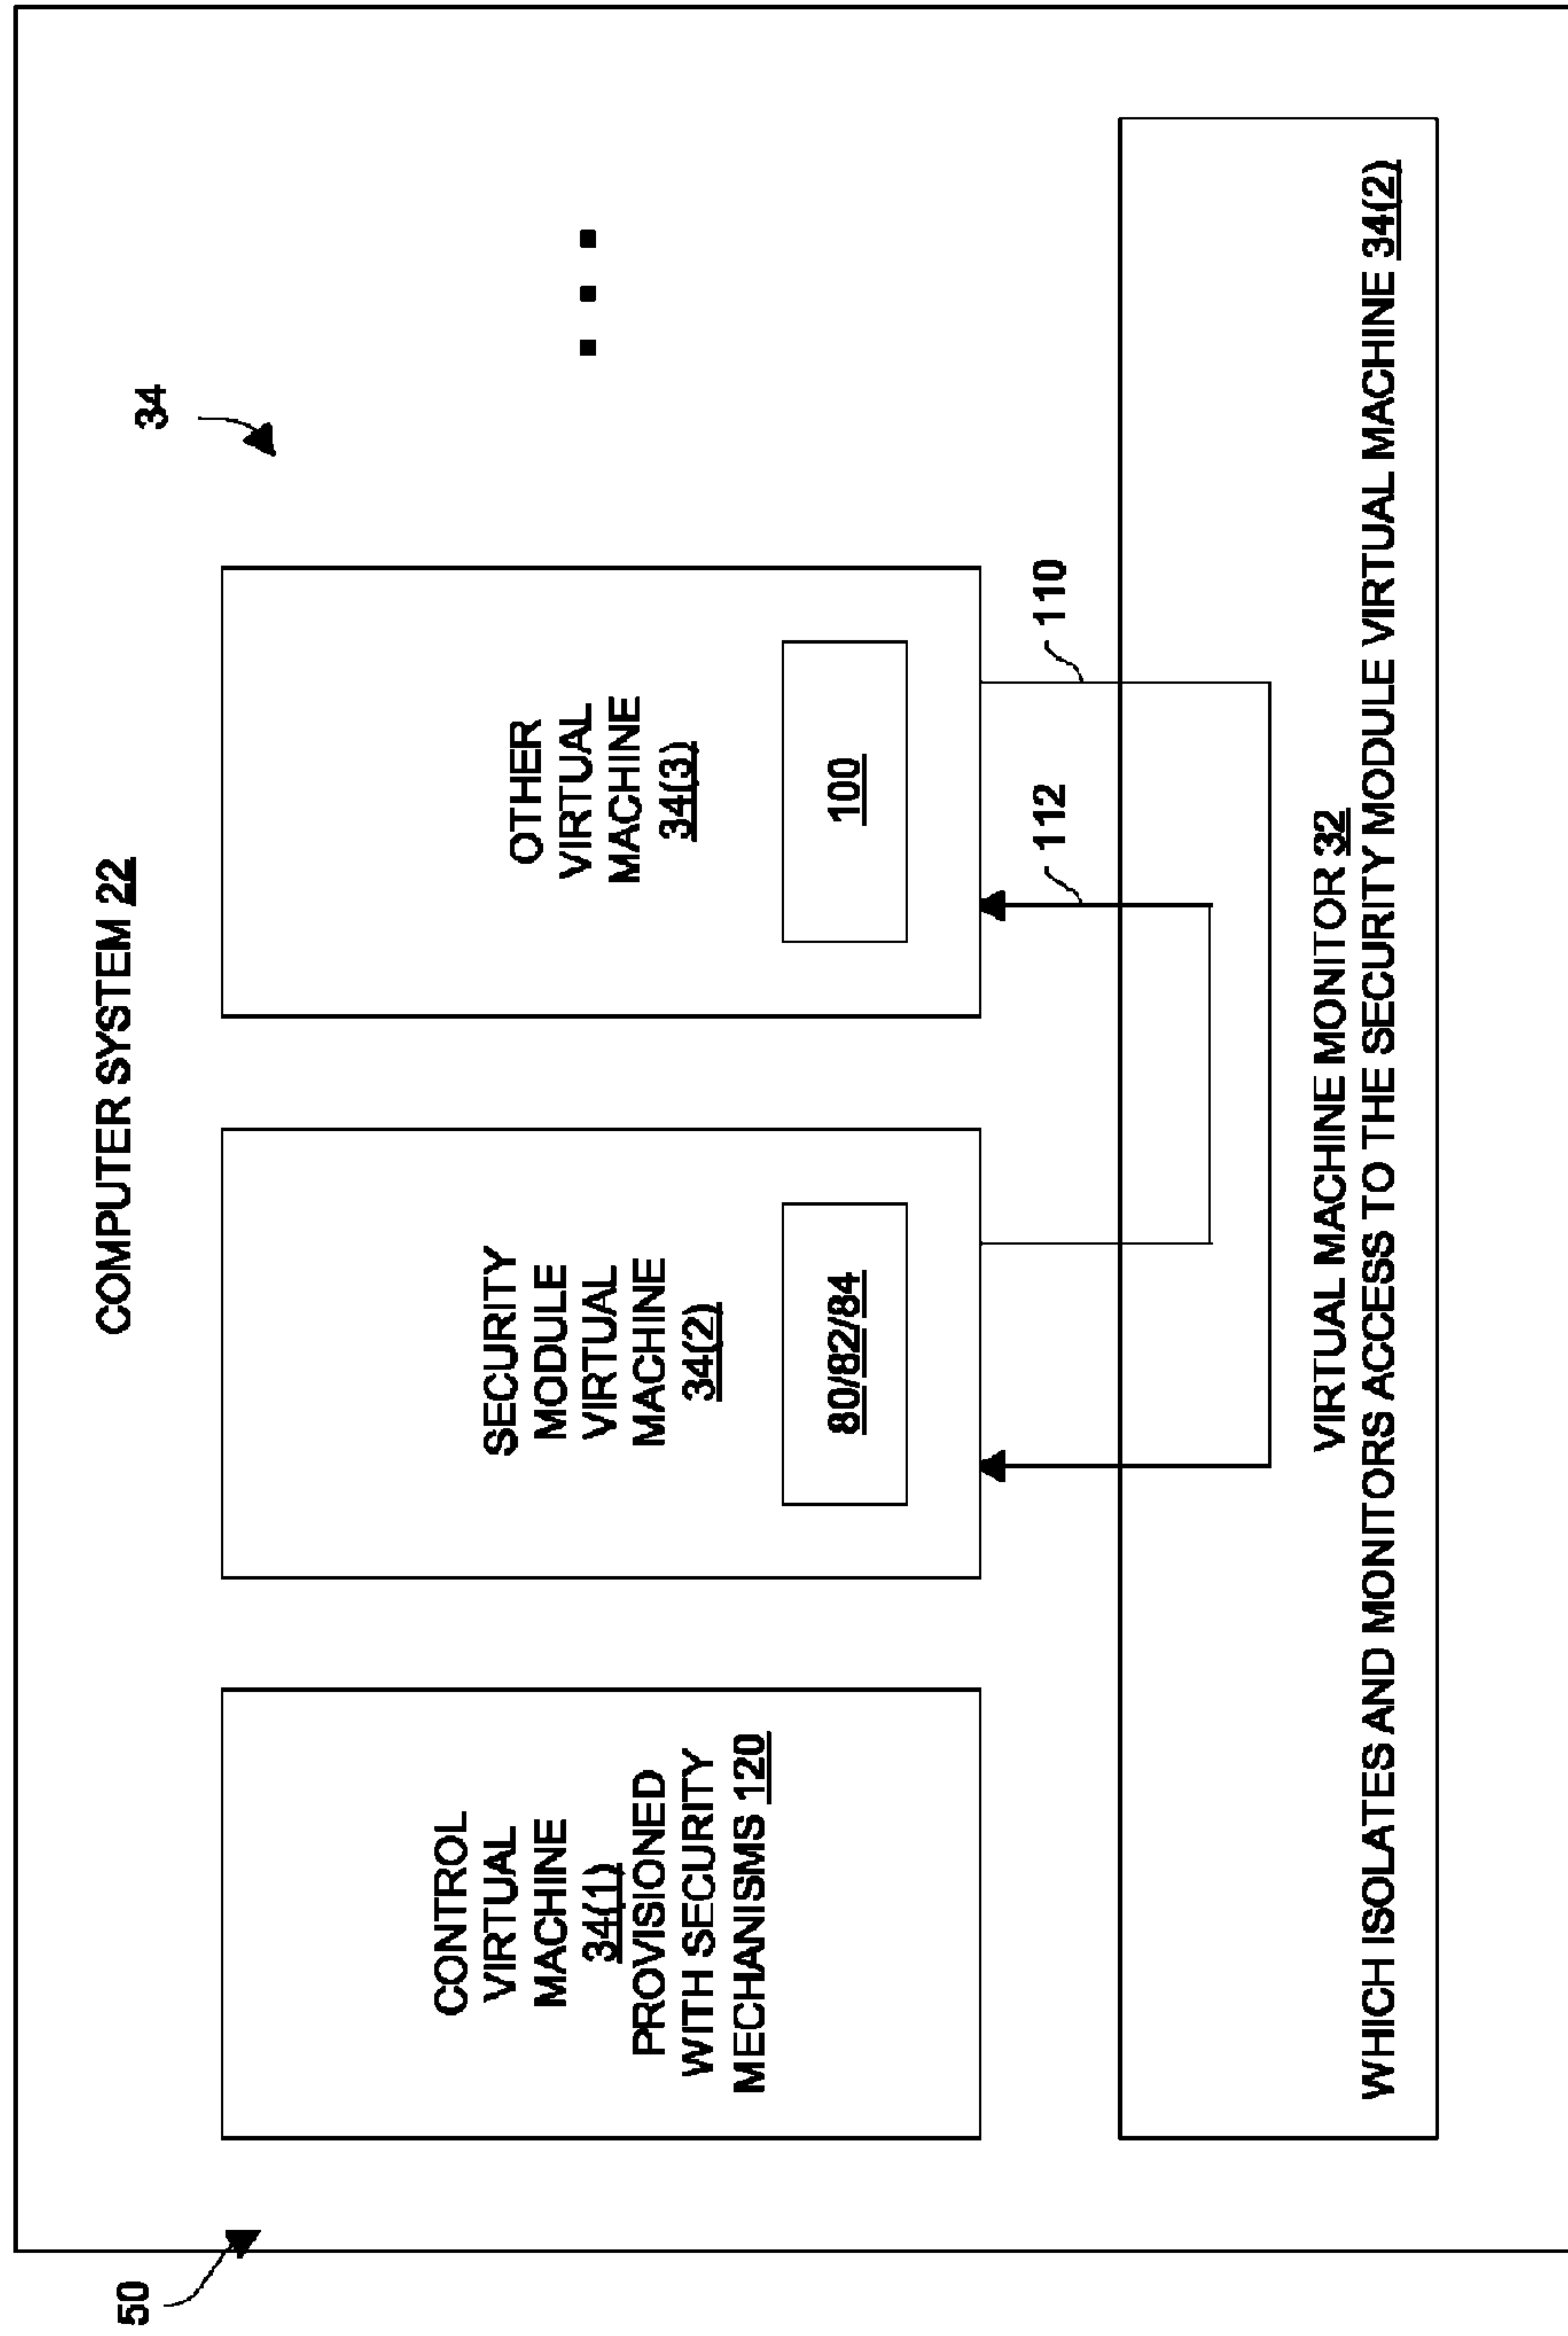 50
COMPUTER SYSTEM 22
34
CONTROL
VIRTUAL
MACHINE
34(1)
PROVISIONED
WITH SECURITY
MECHANISMS 120
SECURITY
MODULE
VIRTUAL
MACHINE
34(2)
80/82/84
OTHER
VIRTUAL
MACHINE
34(3)
100
112
110
VIRTUAL MACHINE MONITOR 32
WHICH ISOLATES AND MONITORS ACCESS TO THE SECURITY MODULE VIRTUAL MACHINE 34(2)